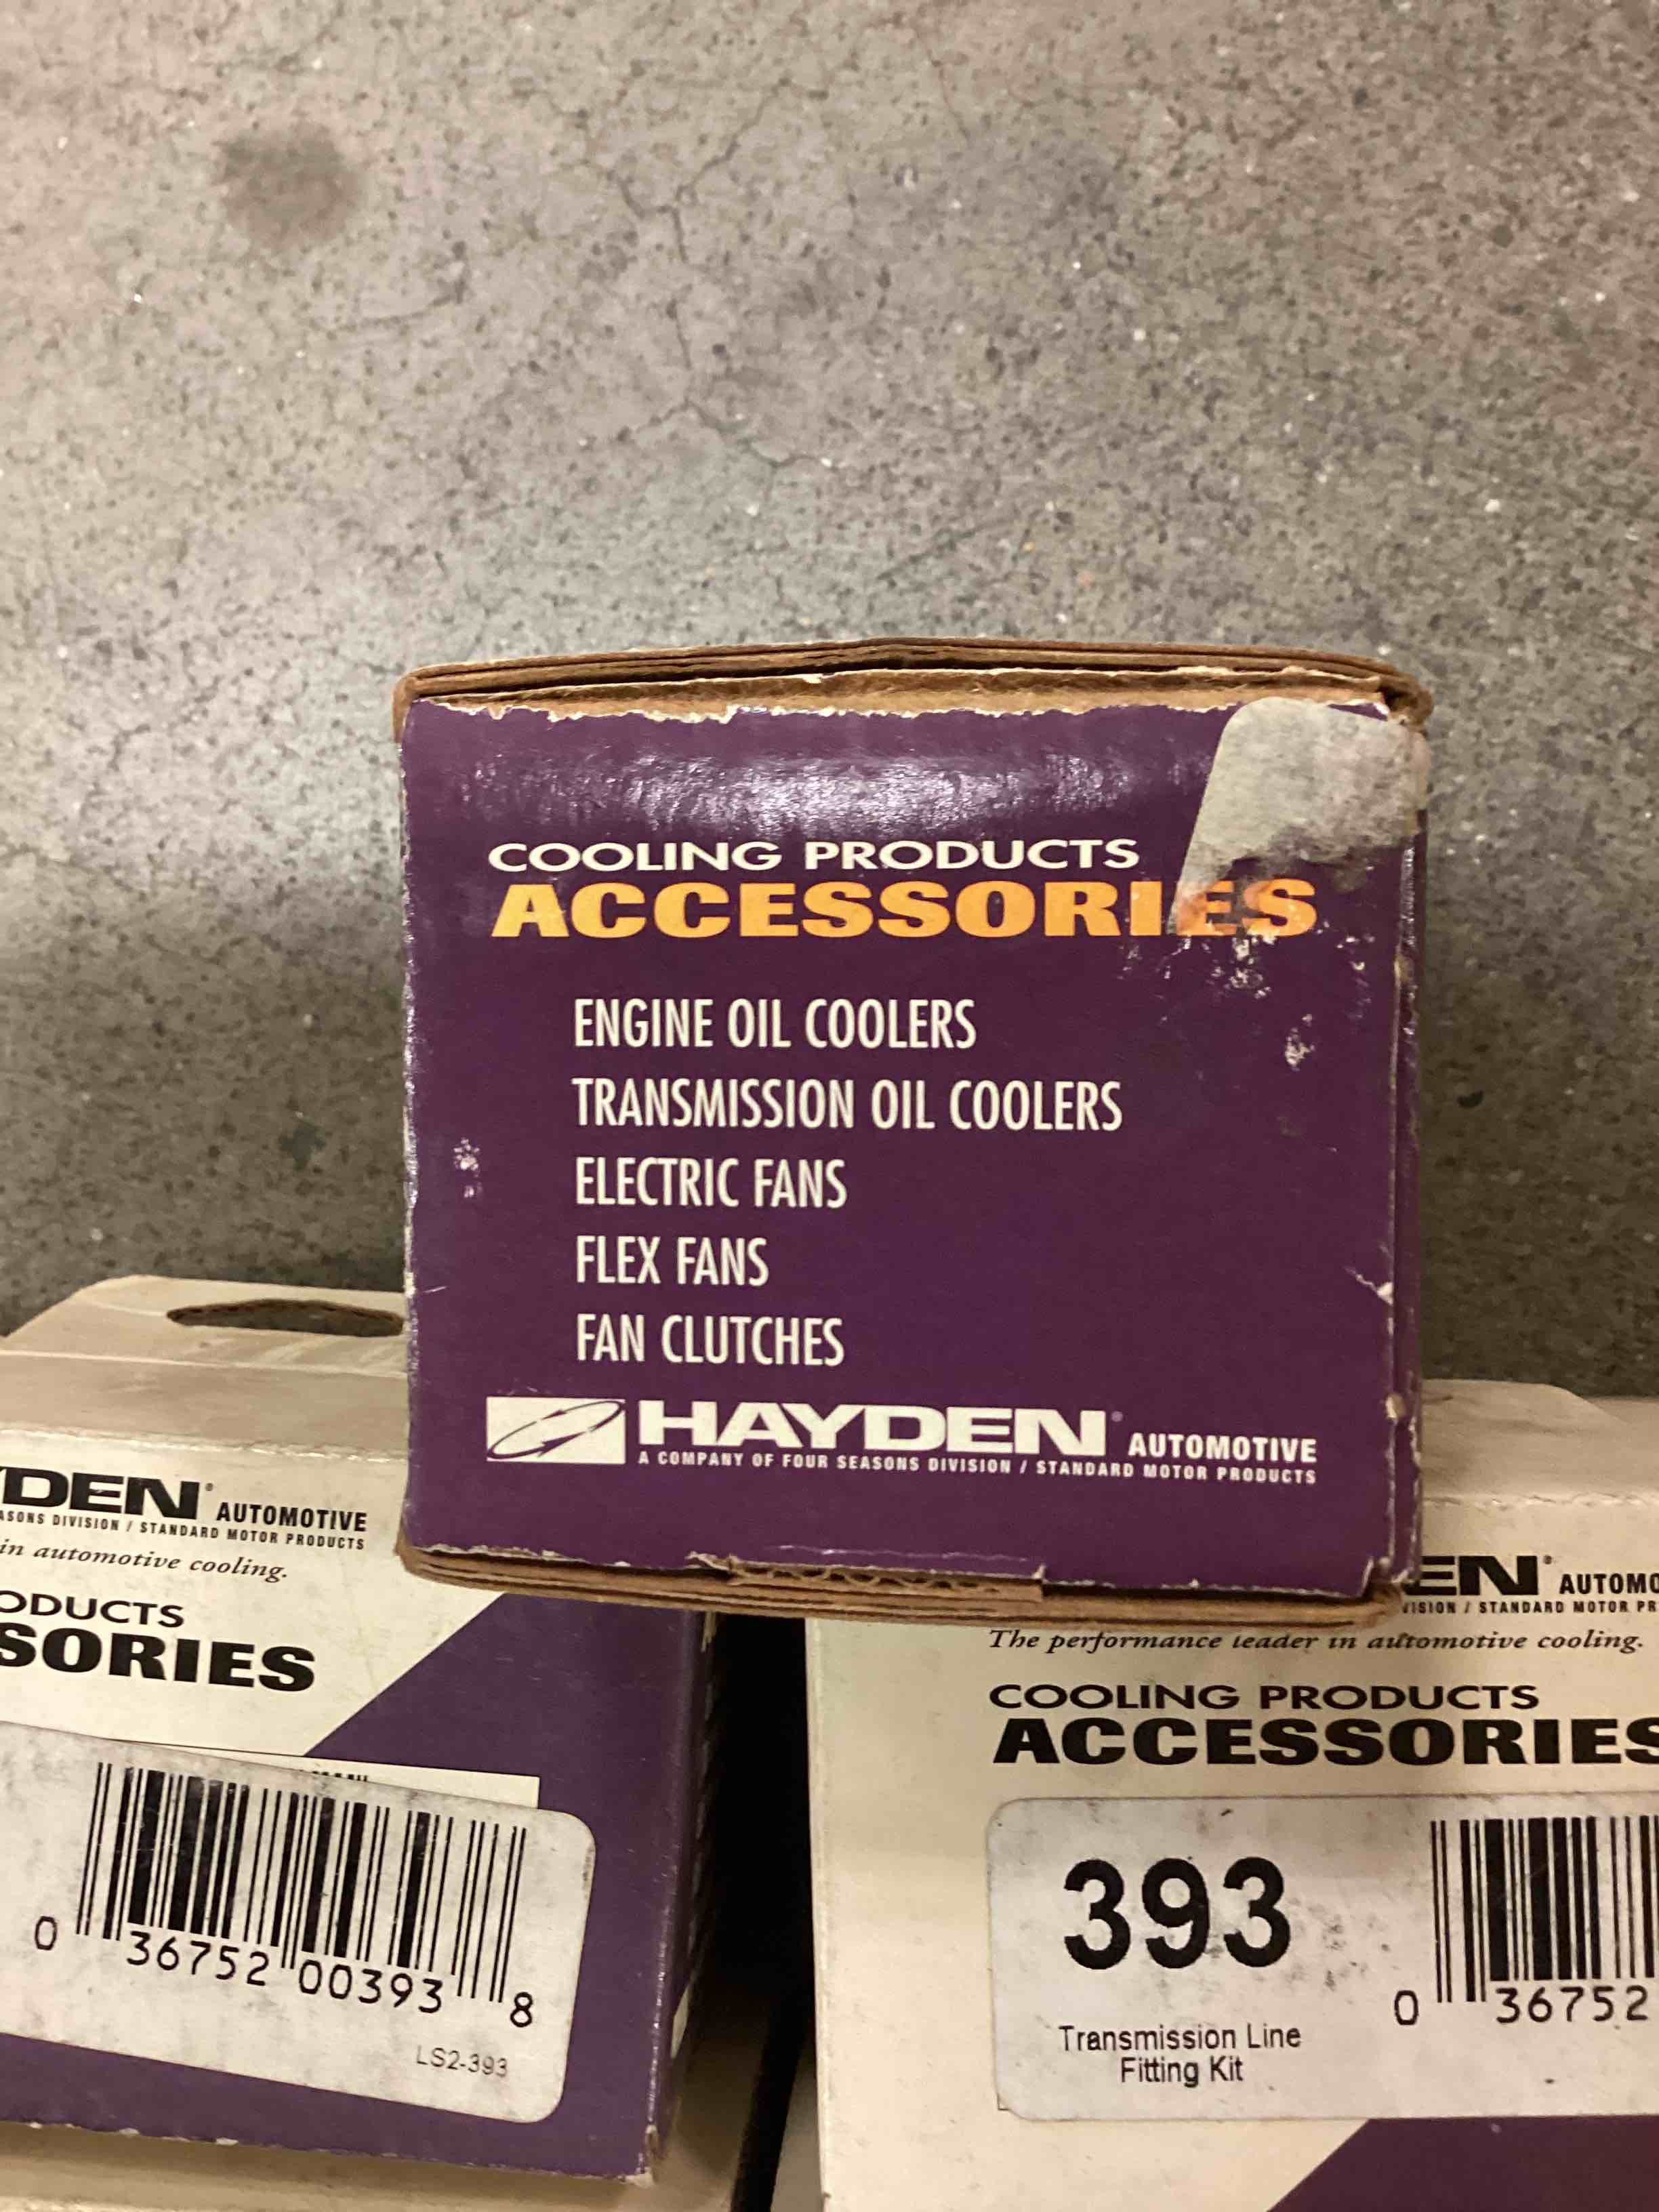 COOLING PRODUCTS
ACCESSORIES
ENGINE OIL COOLERS
TRANSMISSION OIL COOLERS
ELECTRIC FANS
FLEX FANS
FAN CLUTCHES
HAYDEN® AUTOMOTIVE
A COMPANY OF FOUR SEASONS DIVISION / STANDARD MOTOR PRODUCTS
DEN® AUTOMOTIVE
ASONS DIVISION / STANDARD MOTOR PRODUCTS
in automotive cooling.
ODUCTS
SORIES
0 36752 00393 8
LS2-393
EN® AUTOMO
VISION / STANDARD MOTOR PR
The performance leader in automotive cooling.
COOLING PRODUCTS
ACCESSORIES
393
0 36752
Transmission Line
Fitting Kit